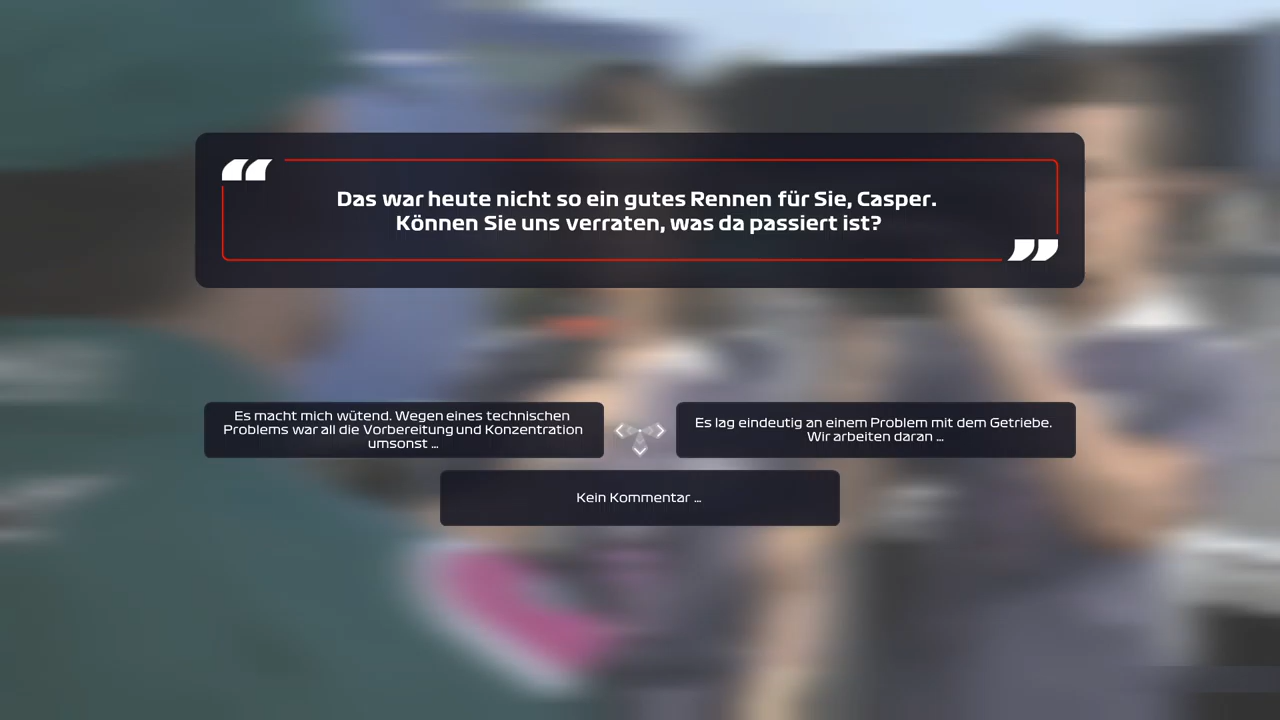 Das war heute nicht so ein gutes Rennen für Sie, Casper.
Können Sie uns verraten, was da passiert ist?
Es macht mich wütend. Wegen eines technischen
Problems war all die Vorbereitung und Konzentration
umsonst ...
Es lag eindeutig an einem Problem mit dem Getriebe.
Wir arbeiten daran ...
Kein Kommentar ...